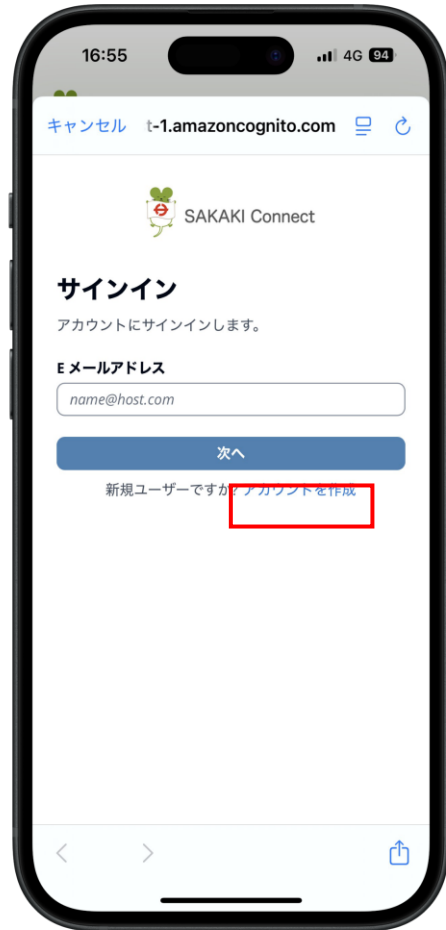 16:55 4G 94
キャンセル t-1.amazoncognito.com
SAKAKI Connect
サインイン
アカウントにサインインします。
E メールアドレス
name@host.com
次へ
新規ユーザーですか? アカウントを作成